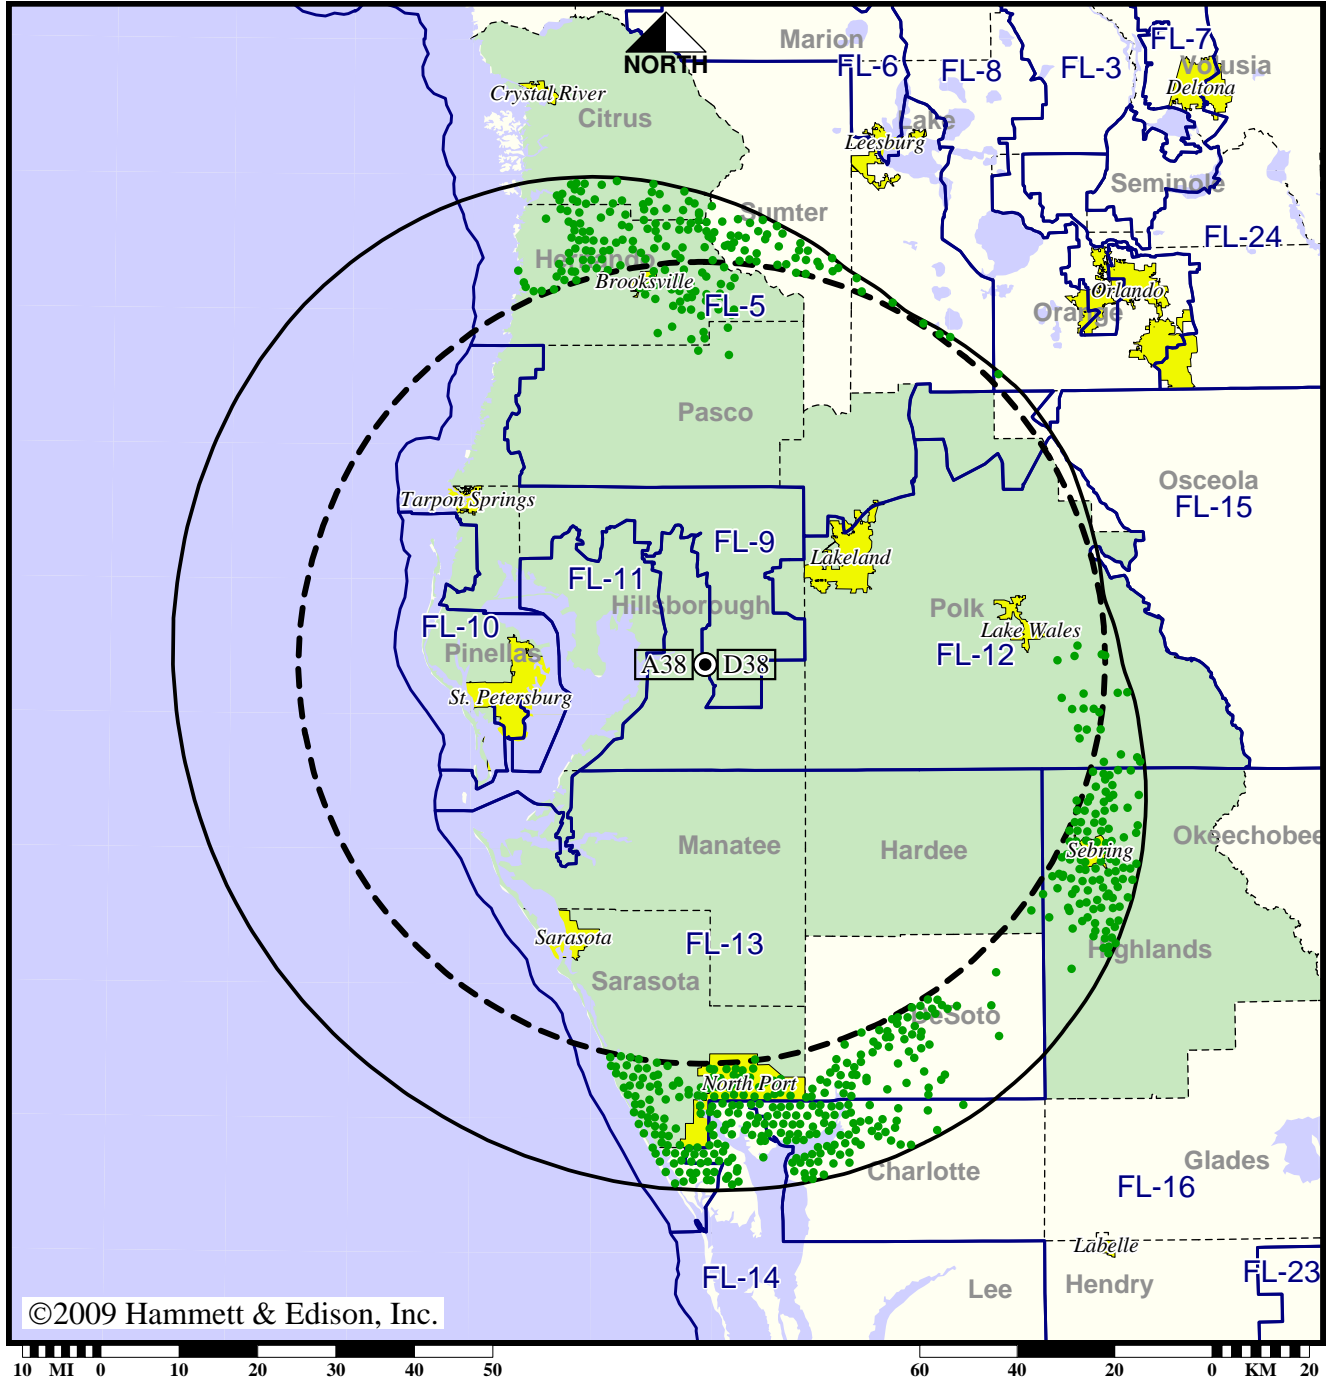 Marion
FL-7
NORTH
FL-6
FL-8
FL-3
Volusia
Deltona
Crystal River
Citrus
Lake
Leesburg
Seminole
Sumter
FL-24
Hernando
Brooksville
FL-5
Orlando
Orange
Pasco
Osceola
FL-15
Tarpon Springs
FL-9
Lakeland
FL-11
Hillsborough
Polk
FL-10
Lake Wales
Pinellas
FL-12
A38
D38
St. Petersburg
Manatee
Hardee
Okeechobee
Sebring
Sarasota
FL-13
Highlands
Sarasota
DeSoto
North Port
Charlotte
Glades
FL-16
Labelle
FL-14
FL-23
Lee
Hendry
©2009 Hammett & Edison, Inc.
10 MI 0 10 20 30 40 50
60 40 20 0 KM 20